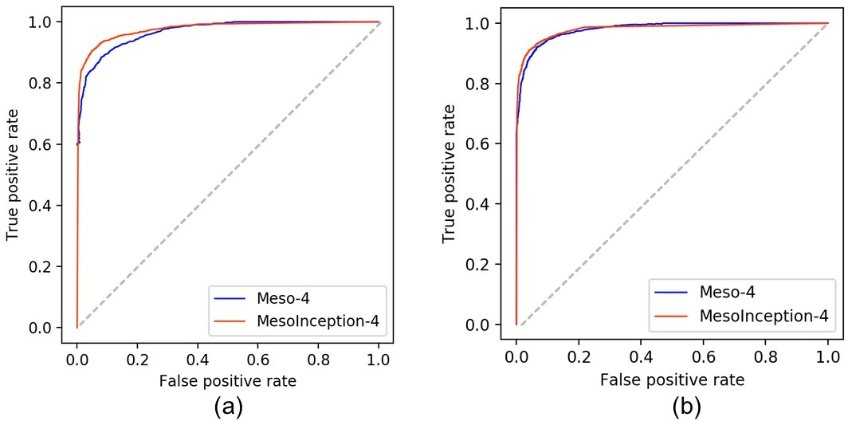 1.0
0.8
0.6
0.4
0.2
0.0
True positive rate
Meso-4
MesoInception-4
0.0 0.2 0.4 0.6 0.8 1.0
False positive rate
(a)
1.0
0.8
0.6
0.4
0.2
0.0
True positive rate
Meso-4
MesoInception-4
0.0 0.2 0.4 0.6 0.8 1.0
False positive rate
(b)